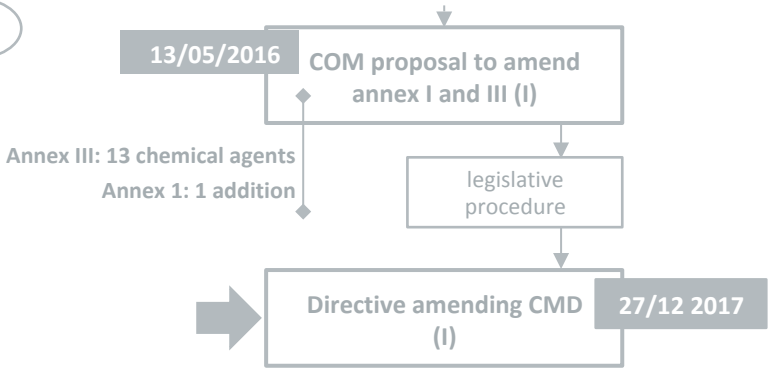 13/05/2016
COM proposal to amend
annex I and III (I)
Annex III: 13 chemical agents
Annex 1: 1 addition
legislative
procedure
Directive amending CMD
(I)
27/12 2017